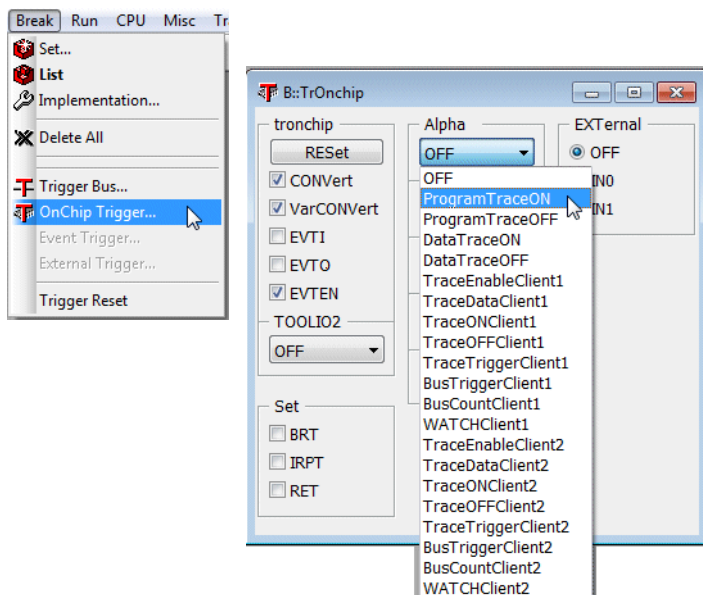 Break Run CPU Misc Tr
Set...
List
Implementation...
Delete All
Trigger Bus...
OnChip Trigger...
Event Trigger...
External Trigger...
Trigger Reset
B::TrOnchip
tronchip
RESet
CONVert
VarCONVert
EVTI
EVTO
EVTEN
TOOLIO2
OFF
Set
BRT
IRPT
RET
Alpha
OFF
OFF
ProgramTraceON
ProgramTraceOFF
DataTraceON
DataTraceOFF
TraceEnableClient1
TraceDataClient1
TraceONClient1
TraceOFFClient1
TraceTriggerClient1
BusTriggerClient1
BusCountClient1
WATCHClient1
TraceEnableClient2
TraceDataClient2
TraceONClient2
TraceOFFClient2
TraceTriggerClient2
BusTriggerClient2
BusCountClient2
WATCHClient2
EXTernal
OFF
IN0
IN1